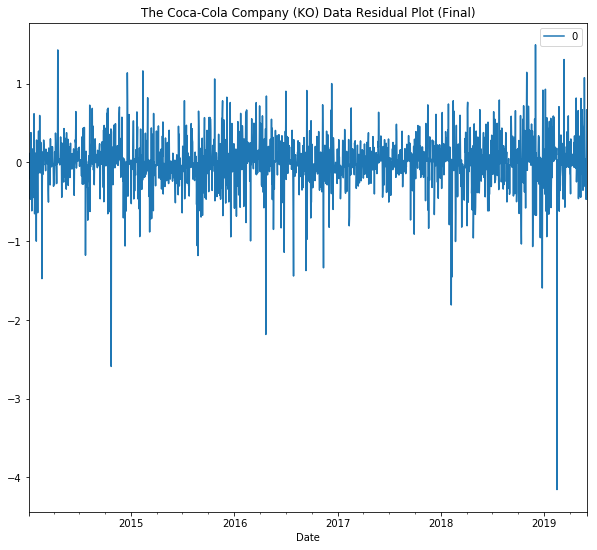 The Coca-Cola Company (KO) Data Residual Plot (Final)
0
1
0
−1
−2
−3
−4
2015 2016 2017 2018 2019
Date